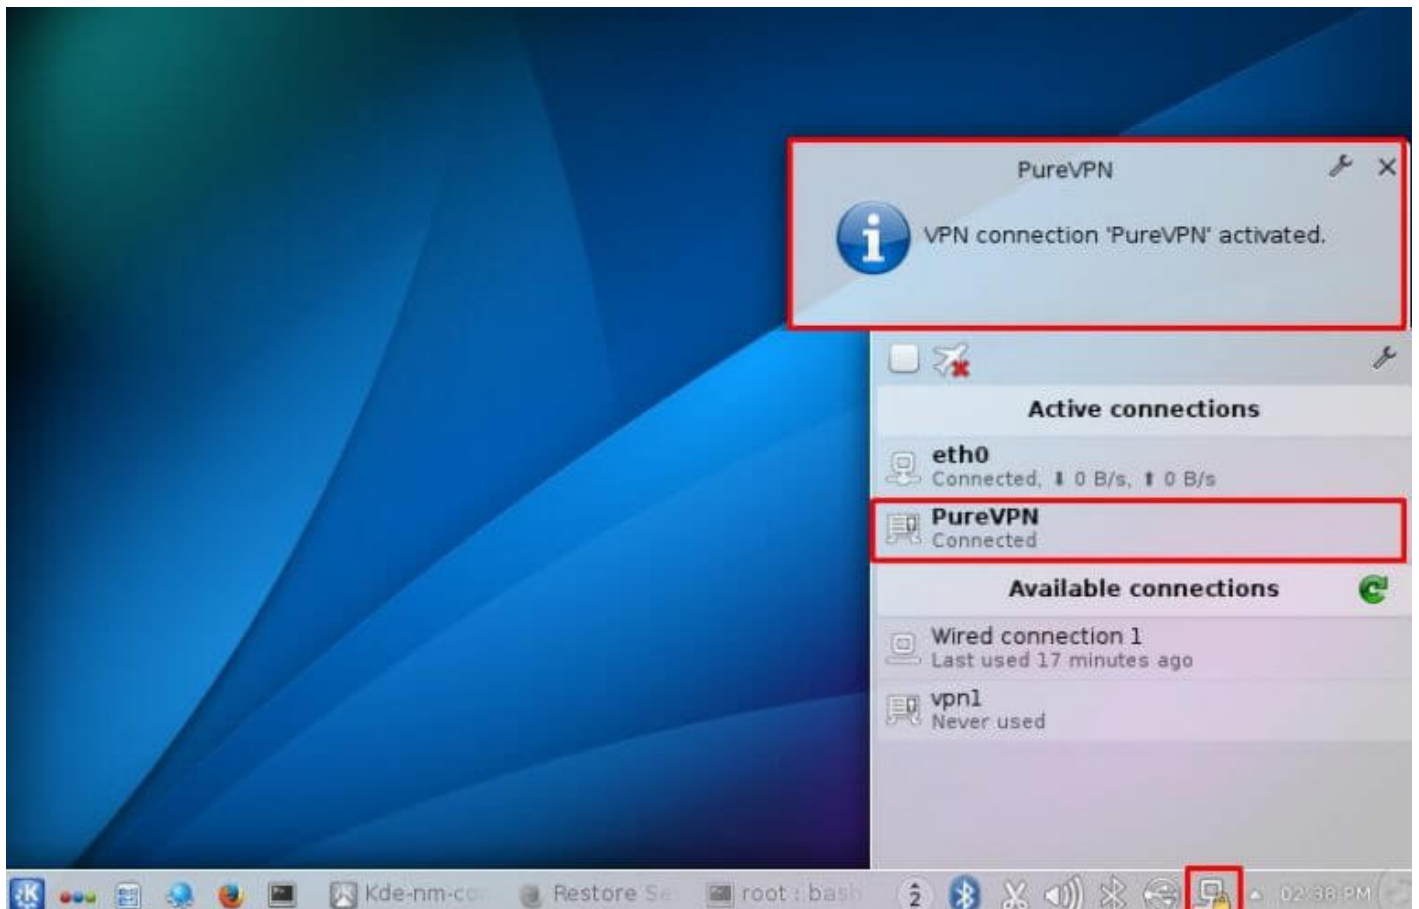 PureVPN
VPN connection 'PureVPN' activated.
Active connections
eth0
Connected, ⬇ 0 B/s, ⬆ 0 B/s
PureVPN
Connected
Available connections
Wired connection 1
Last used 17 minutes ago
vpn1
Never used
Kde-nm-co
Restore Se
root : bash
2
02:38 PM